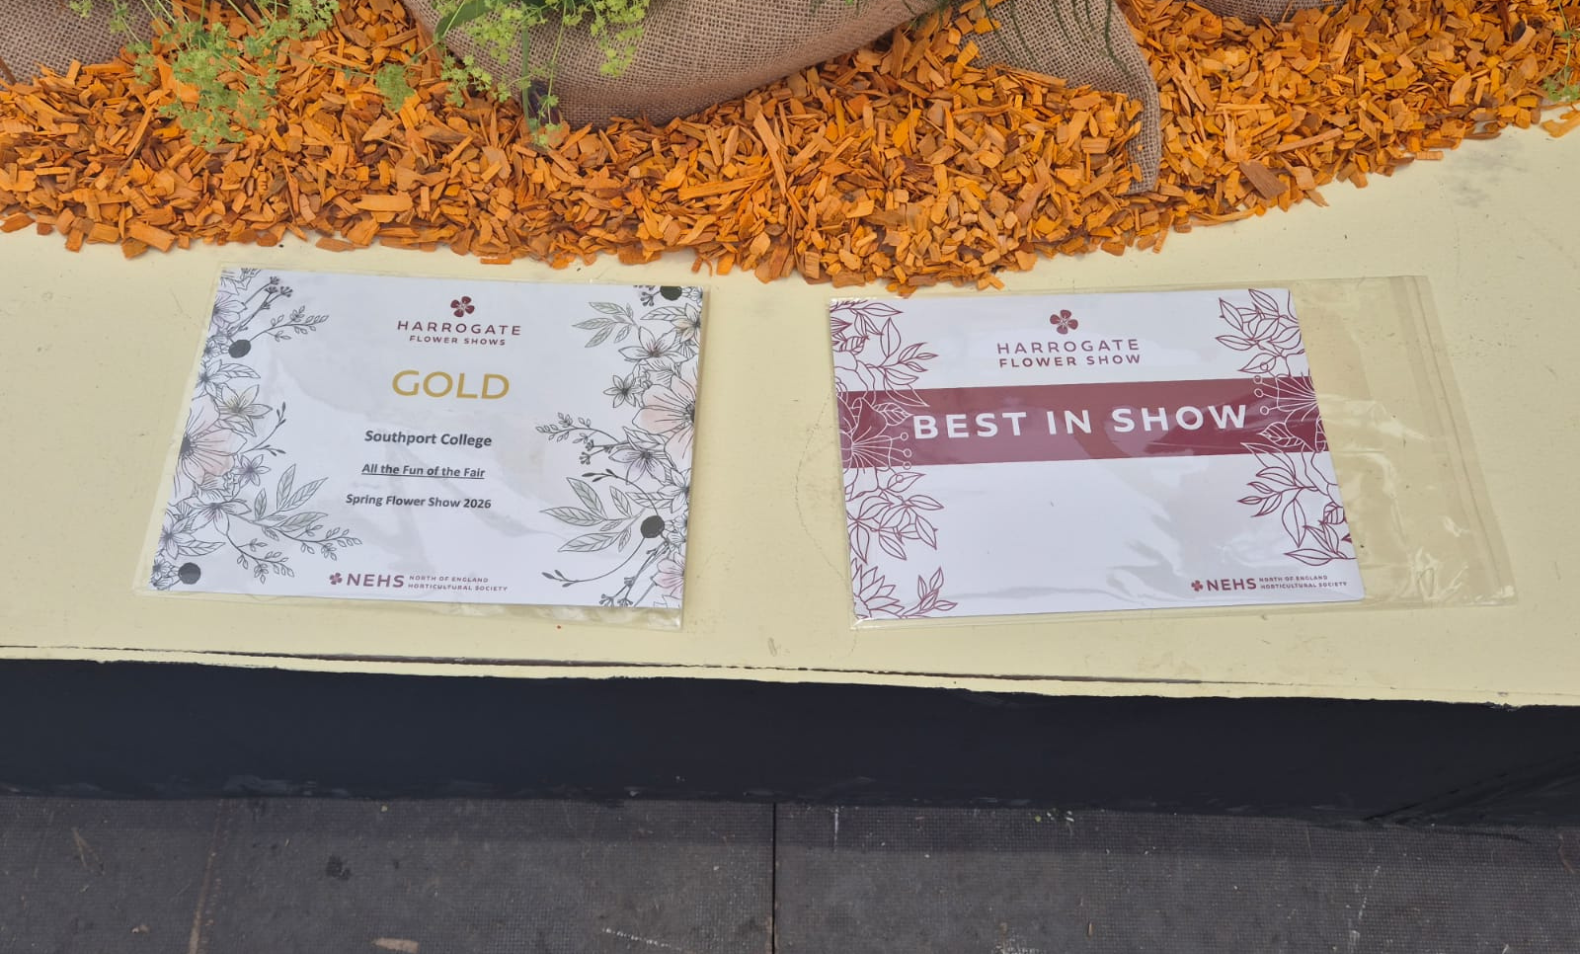 HARROGATE
FLOWER SHOWS
GOLD
Southport College
All the Fun of the Fair
Spring Flower Show 2026
NEHS NORTH OF ENGLAND
HORTICULTURAL SOCIETY
HARROGATE
FLOWER SHOW
BEST IN SHOW
NEHS NORTH OF ENGLAND
HORTICULTURAL SOCIETY